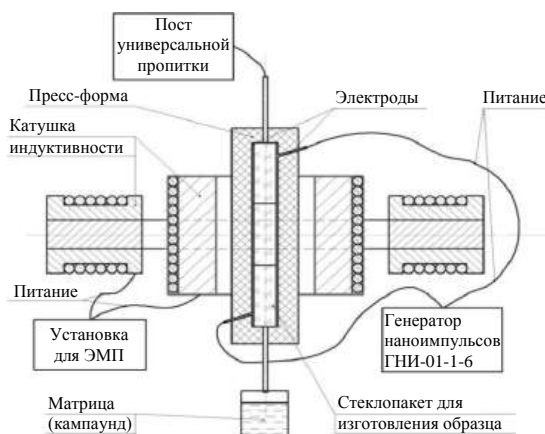 Пост
универсальной
пропитки
Пресс-форма
Электроды
Питание
Катушка
индуктивности
Питание
Установка
для ЭМП
Генератор
наноимпульсов
ГНИ-01-1-6
Матрица
(кампаунд)
Стеклопакет для
изготовления образца